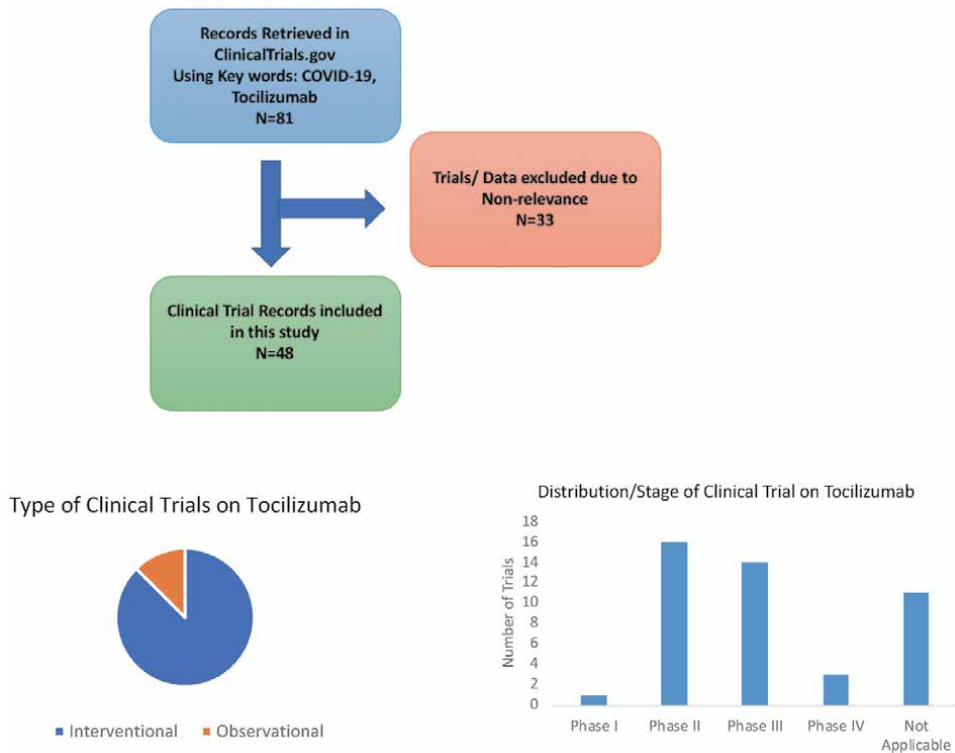 Records Retrieved in
ClinicalTrials.gov
Using Key words: COVID-19,
Tocilizumab
N=81
Trials/ Data excluded due to
Non-relevance
N=33
Clinical Trial Records included
in this study
N=48
Type of Clinical Trials on Tocilizumab
Interventional
Observational
Distribution/Stage of Clinical Trial on Tocilizumab
Number of Trials
18
16
14
12
10
8
6
4
2
0
Phase I
Phase II
Phase III
Phase IV
Not
Applicable